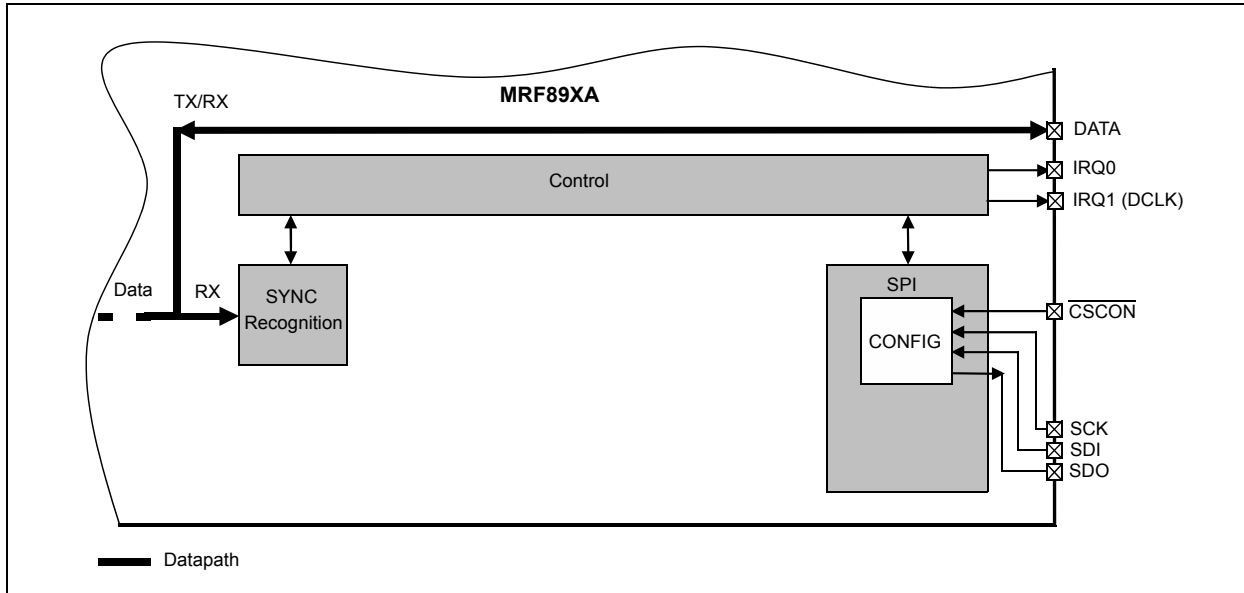 MRF89XA
TX/RX
DATA
IRQ0
Control
IRQ1 (DCLK)
Data
RX
SYNC
Recognition
SPI
CSCON
CONFIG
SCK
SDI
SDO
Datapath